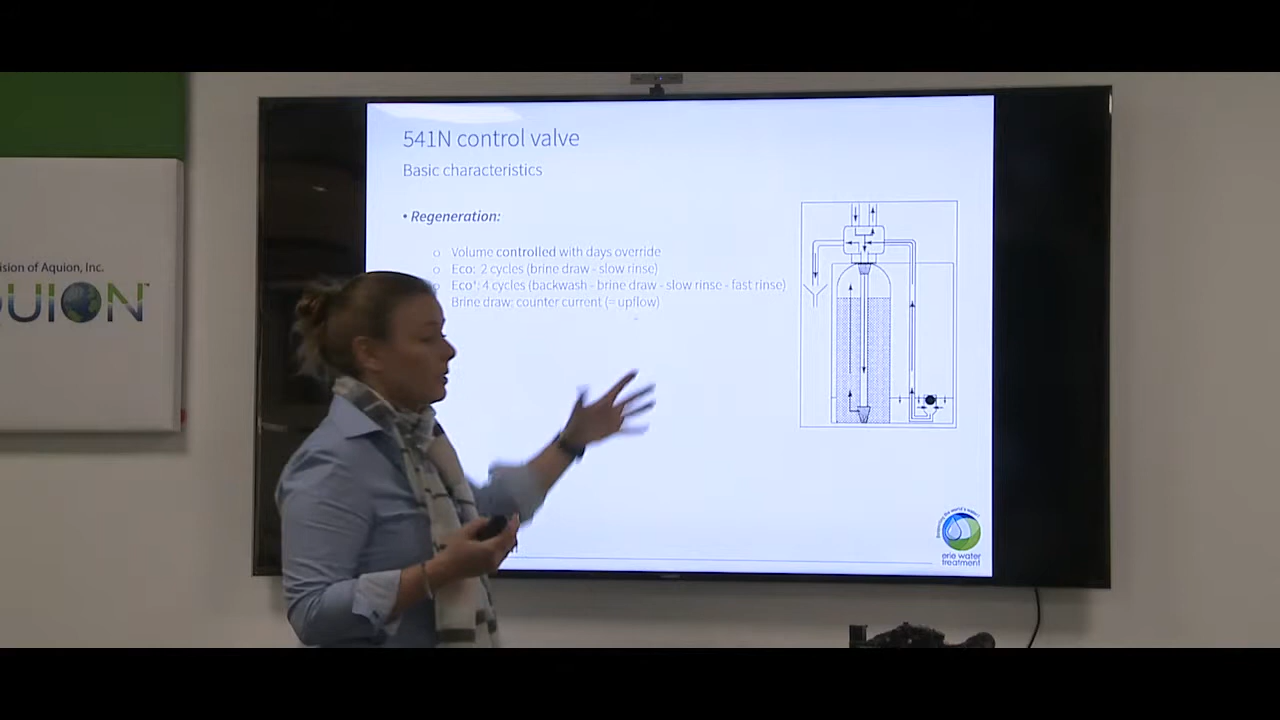 541N control valve
Basic characteristics
• Regeneration:
o Volume controlled with days override
o Eco: 2 cycles (brine draw - slow rinse)
o Eco⁺: 4 cycles (backwash - brine draw - slow rinse - fast rinse)
Brine draw: counter current (= upflow)
ision of Aquion, Inc.
QUION™
erie water
treatment